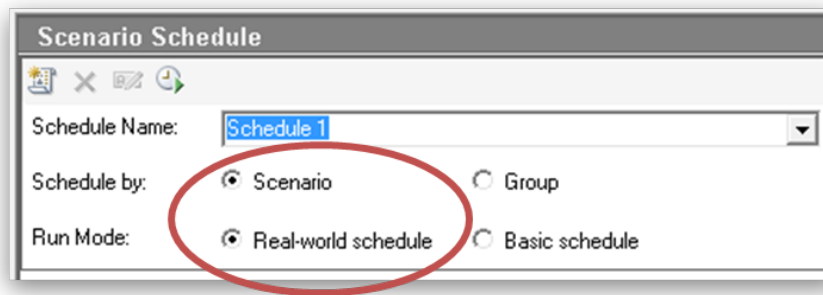 Scenario Schedule
Schedule Name: Schedule 1
Schedule by: Scenario Group
Run Mode: Real-world schedule Basic schedule